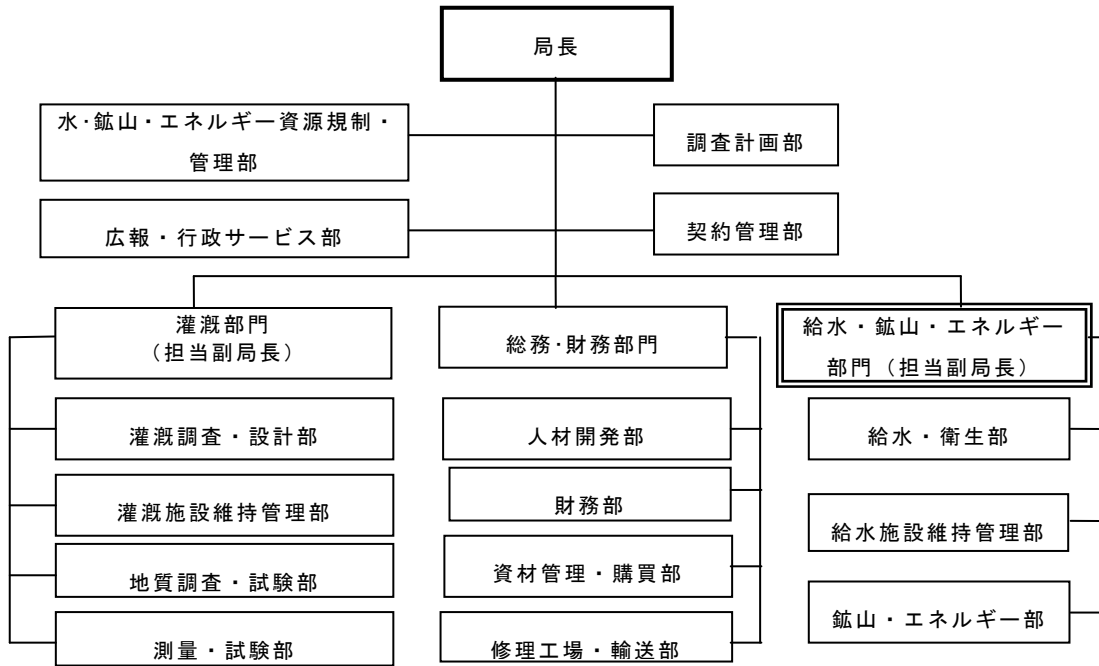 局長
水・鉱山・エネルギー資源規制・
管理部
調査計画部
広報・行政サービス部
契約管理部
灌漑部門
（担当副局長）
総務・財務部門
給水・鉱山・エネルギー
部門（担当副局長）
灌漑調査・設計部
人材開発部
給水・衛生部
灌漑施設維持管理部
財務部
給水施設維持管理部
地質調査・試験部
資材管理・購買部
鉱山・エネルギー部
測量・試験部
修理工場・輸送部